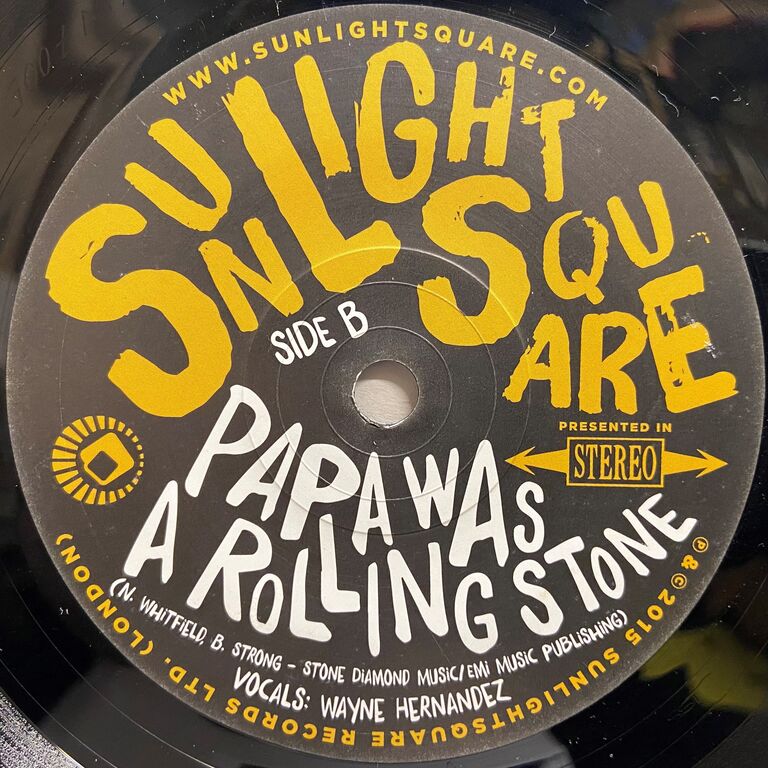 WWW.SUNLIGHTSQUARE.COM
SUNLIGHT
SQUARE
SIDE B
PRESENTED IN
STEREO
PAPA WAS
A ROLLING STONE
(N. WHITFIELD, B. STRONG - STONE DIAMOND MUSIC/EMI MUSIC PUBLISHING)
VOCALS: WAYNE HERNANDEZ
℗ & © 2015 SUNLIGHTSQUARE RECORDS LTD. (LONDON)